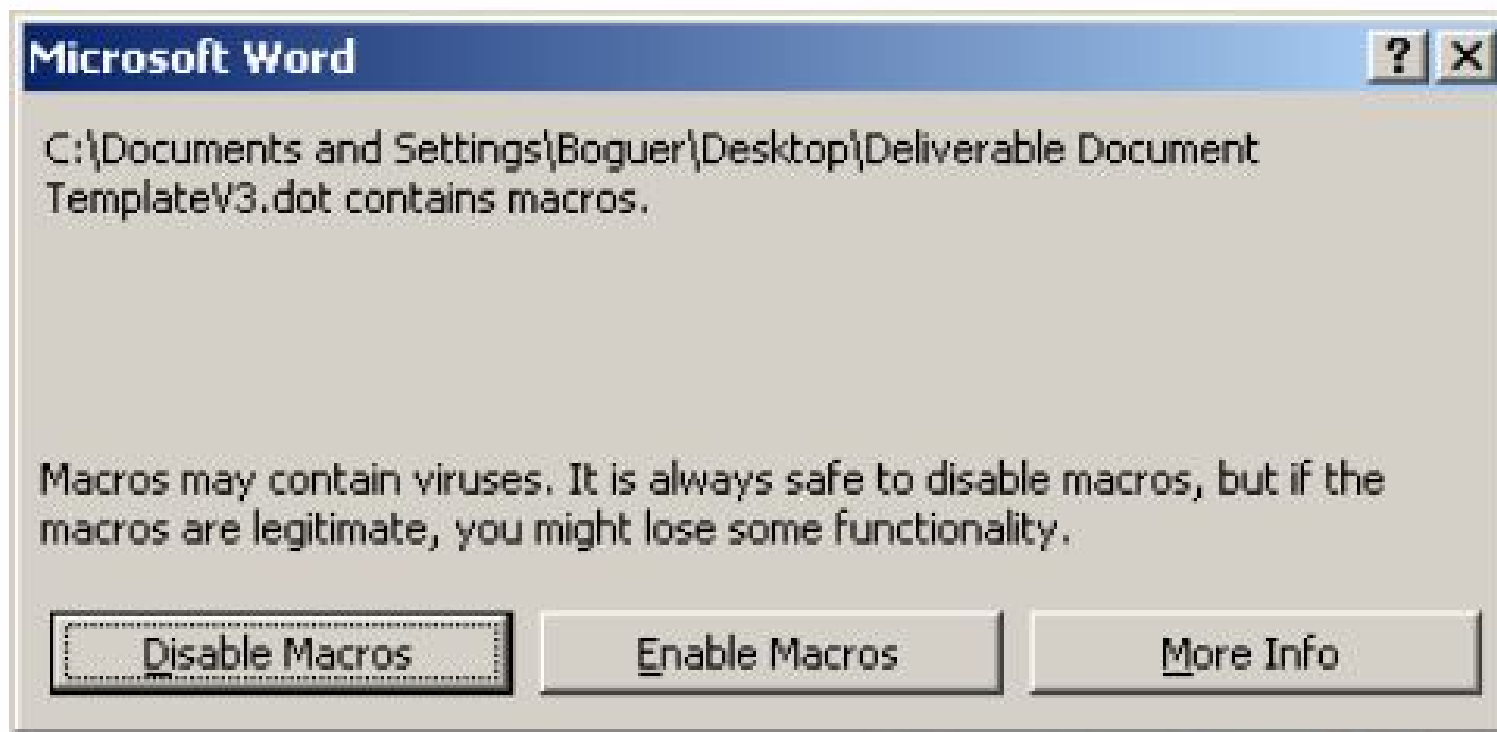 Microsoft Word
C:\Documents and Settings\Boguer\Desktop\Deliverable Document
TemplateV3.dot contains macros.
Macros may contain viruses. It is always safe to disable macros, but if the
macros are legitimate, you might lose some functionality.
Disable Macros Enable Macros More Info